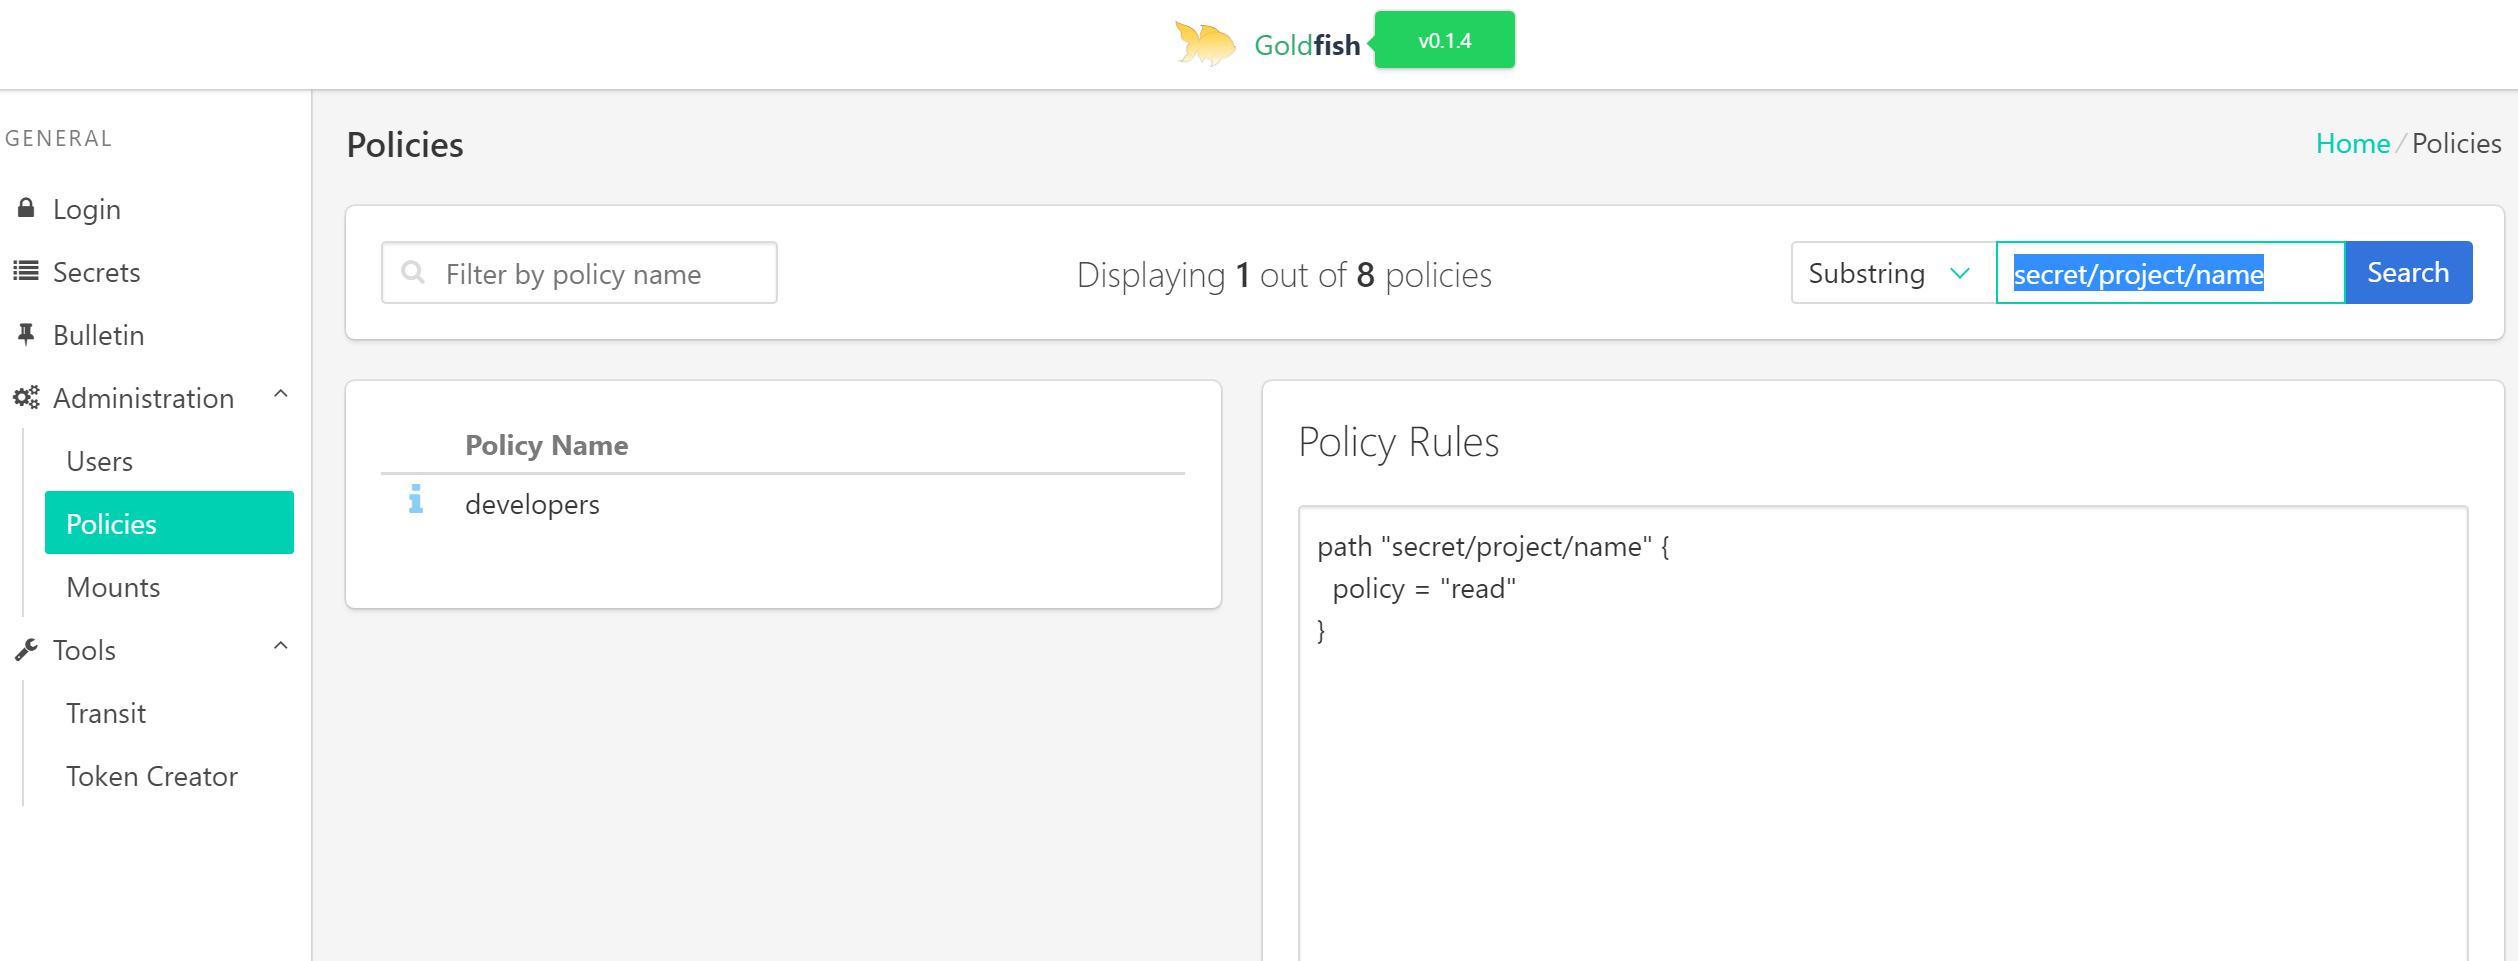 Goldfish
v0.1.4
GENERAL
Login
Secrets
Bulletin
Administration
Users
Policies
Mounts
Tools
Transit
Token Creator
Policies
Home / Policies
Filter by policy name
Displaying 1 out of 8 policies
Substring
secret/project/name
Search
Policy Name
developers
Policy Rules
path "secret/project/name" {
  policy = "read"
}